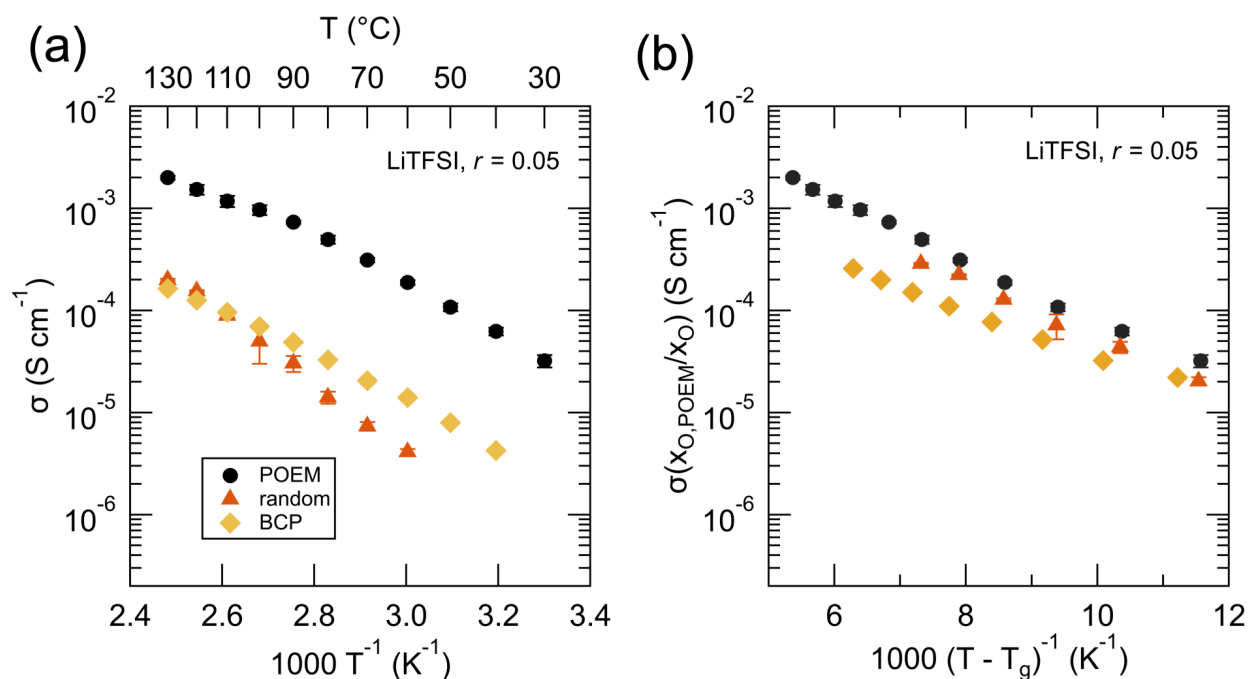 (a)
T (°C)
130 110 90 70 50 30
10⁻²
10⁻³
10⁻⁴
10⁻⁵
10⁻⁶
σ (S cm⁻¹)
LiTFSI, r = 0.05
POEM
random
BCP
2.4 2.6 2.8 3.0 3.2 3.4
1000 T⁻¹ (K⁻¹)
(b)
10⁻²
10⁻³
10⁻⁴
10⁻⁵
10⁻⁶
σ(x_O,POEM/x_O) (S cm⁻¹)
LiTFSI, r = 0.05
6 8 10 12
1000 (T - T_g)⁻¹ (K⁻¹)